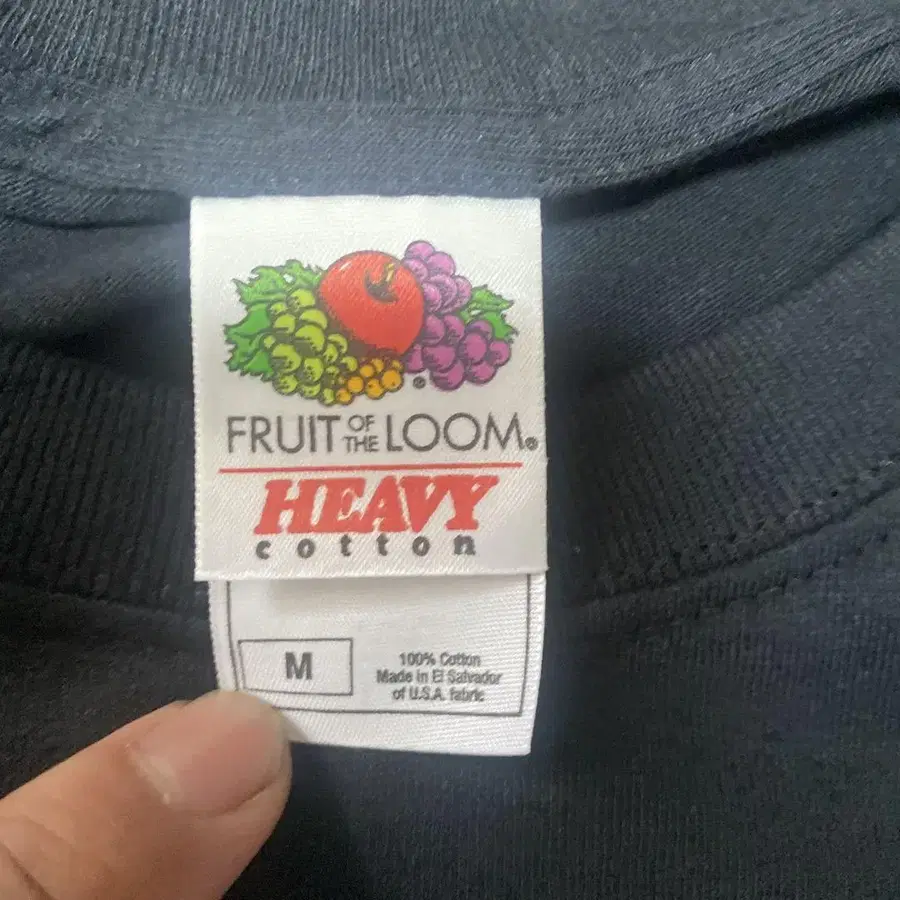 FRUIT OF THE LOOM®
HEAVY
cotton
M
100% Cotton
Made in El Salvador
of U.S.A. fabric